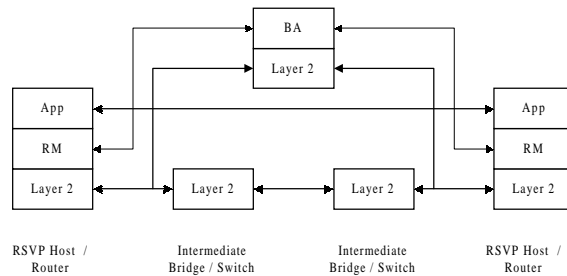 BA
Layer 2
App
App
RM
RM
Layer 2
Layer 2
Layer 2
Layer 2
RSVP Host /
Router
Intermediate
Bridge / Switch
Intermediate
Bridge / Switch
RSVP Host /
Router